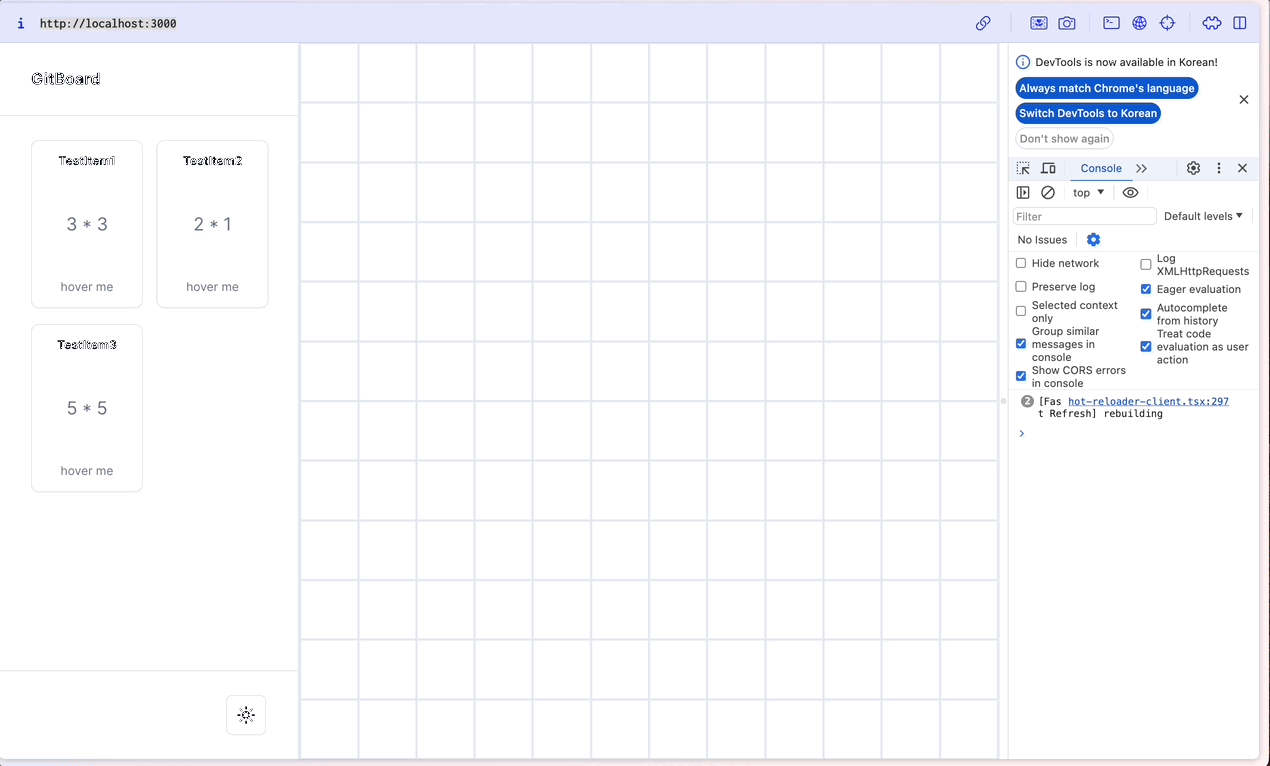 i http://localhost:3000
GitBoard
TestItem1
3 * 3
hover me
TestItem2
2 * 1
hover me
TestItem3
5 * 5
hover me
DevTools is now available in Korean!
Always match Chrome's language
Switch DevTools to Korean
Don't show again
Console
top
Filter
Default levels
No Issues
Hide network
Log
XMLHttpRequests
Preserve log
Eager evaluation
Selected context
only
Autocomplete
from history
Group similar
messages in
console
Treat code
evaluation as user
action
Show CORS errors
in console
2 [Fas hot-reloader-client.tsx:297
t Refresh] rebuilding